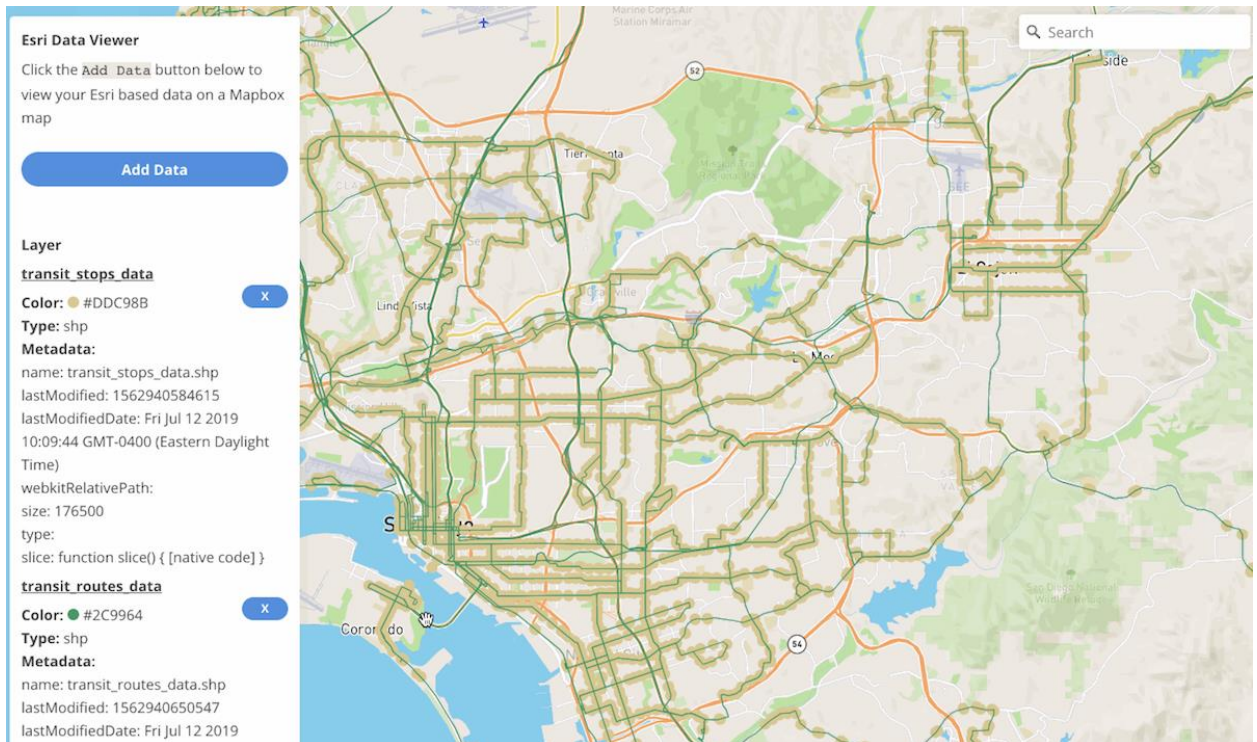 Esri Data Viewer
Click the Add Data button below to
view your Esri based data on a Mapbox
map
Add Data
Layer
transit_stops_data
Color: #DDC98B
X
Type: shp
Metadata:
name: transit_stops_data.shp
lastModified: 1562940584615
lastModifiedDate: Fri Jul 12 2019
10:09:44 GMT-0400 (Eastern Daylight
Time)
webkitRelativePath:
size: 176500
type:
slice: function slice() { [native code] }
transit_routes_data
Color: #2C9964
X
Type: shp
Metadata:
name: transit_routes_data.shp
lastModified: 1562940650547
lastModifiedDate: Fri Jul 12 2019
Search
Marine Corps Air
Station Miramar
52
54